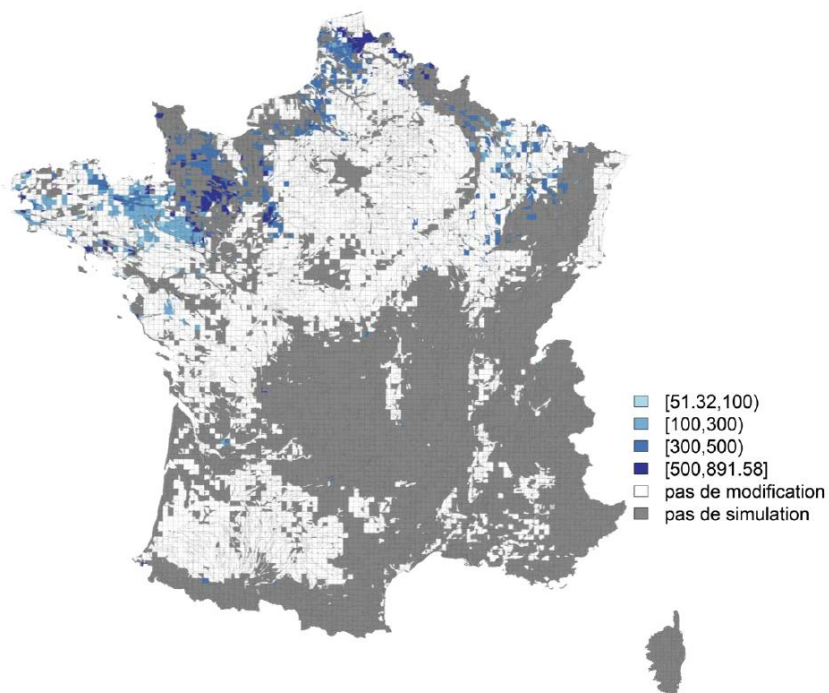 [51.32,100)
[100,300)
[300,500)
[500,891.58]
pas de modification
pas de simulation